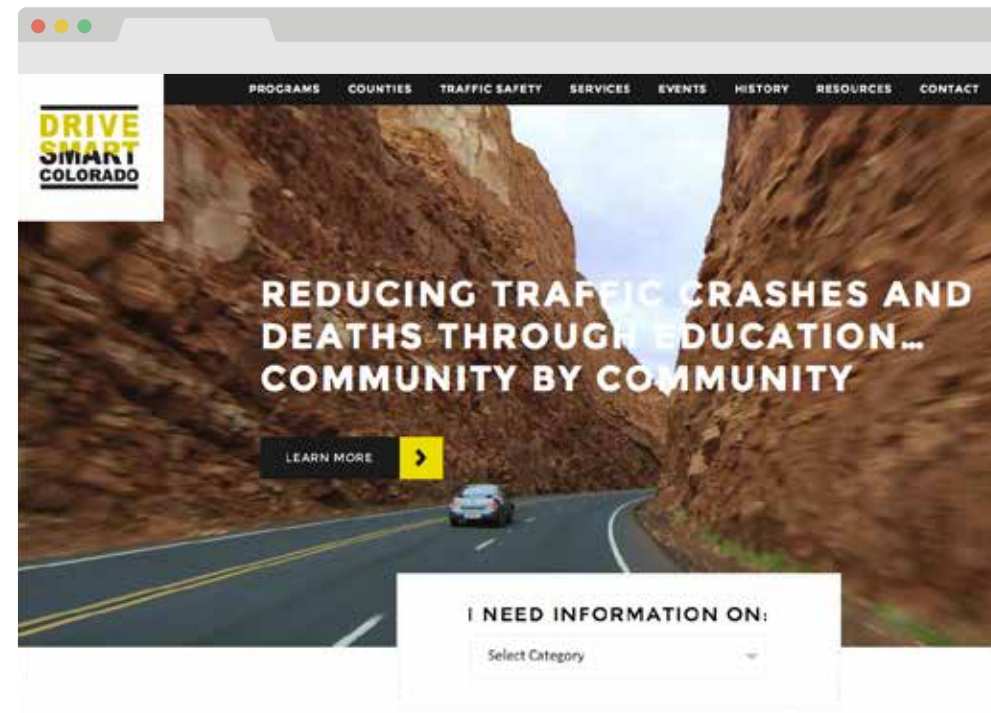 PROGRAMS COUNTIES TRAFFIC SAFETY SERVICES EVENTS HISTORY RESOURCES CONTACT
DRIVE
SMART
COLORADO
REDUCING TRAFFIC CRASHES AND
DEATHS THROUGH EDUCATION...
COMMUNITY BY COMMUNITY
LEARN MORE
I NEED INFORMATION ON:
Select Category